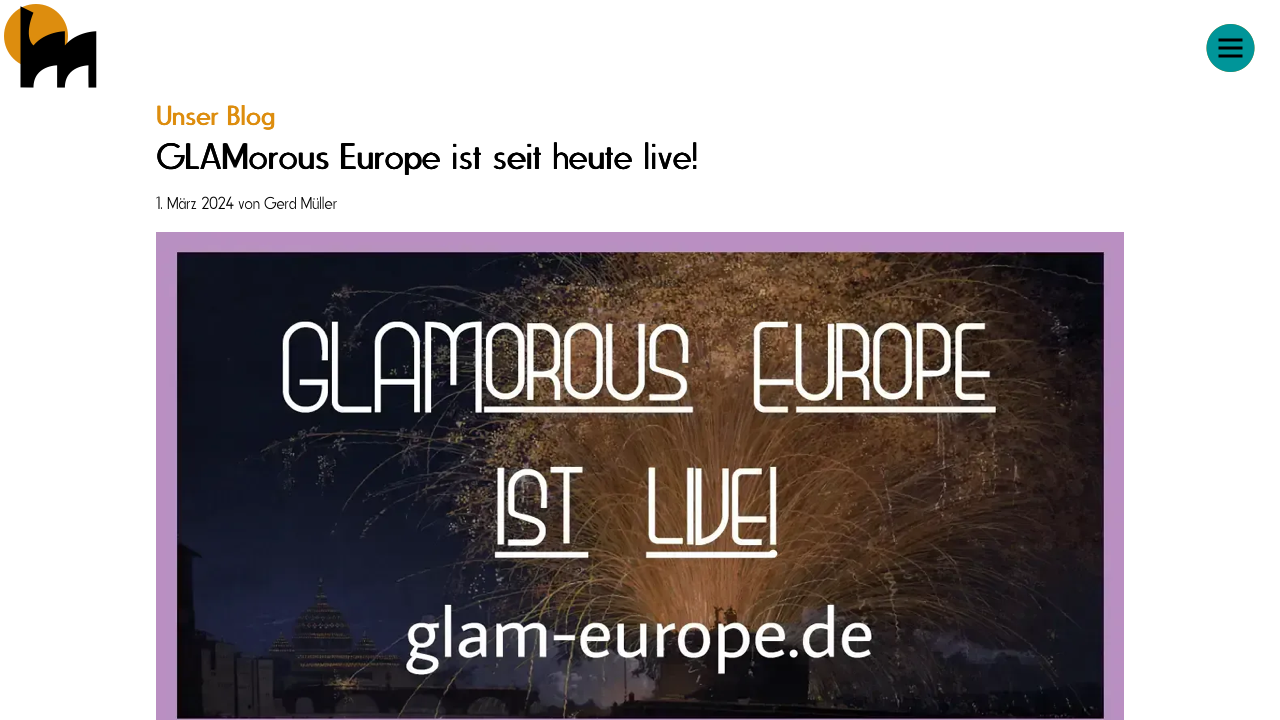 Unser Blog
GLAMorous Europe ist seit heute live!
1. März 2024 von Gerd Müller
GLAMOROUS EUROPE
IST LIVE!
glam-europe.de